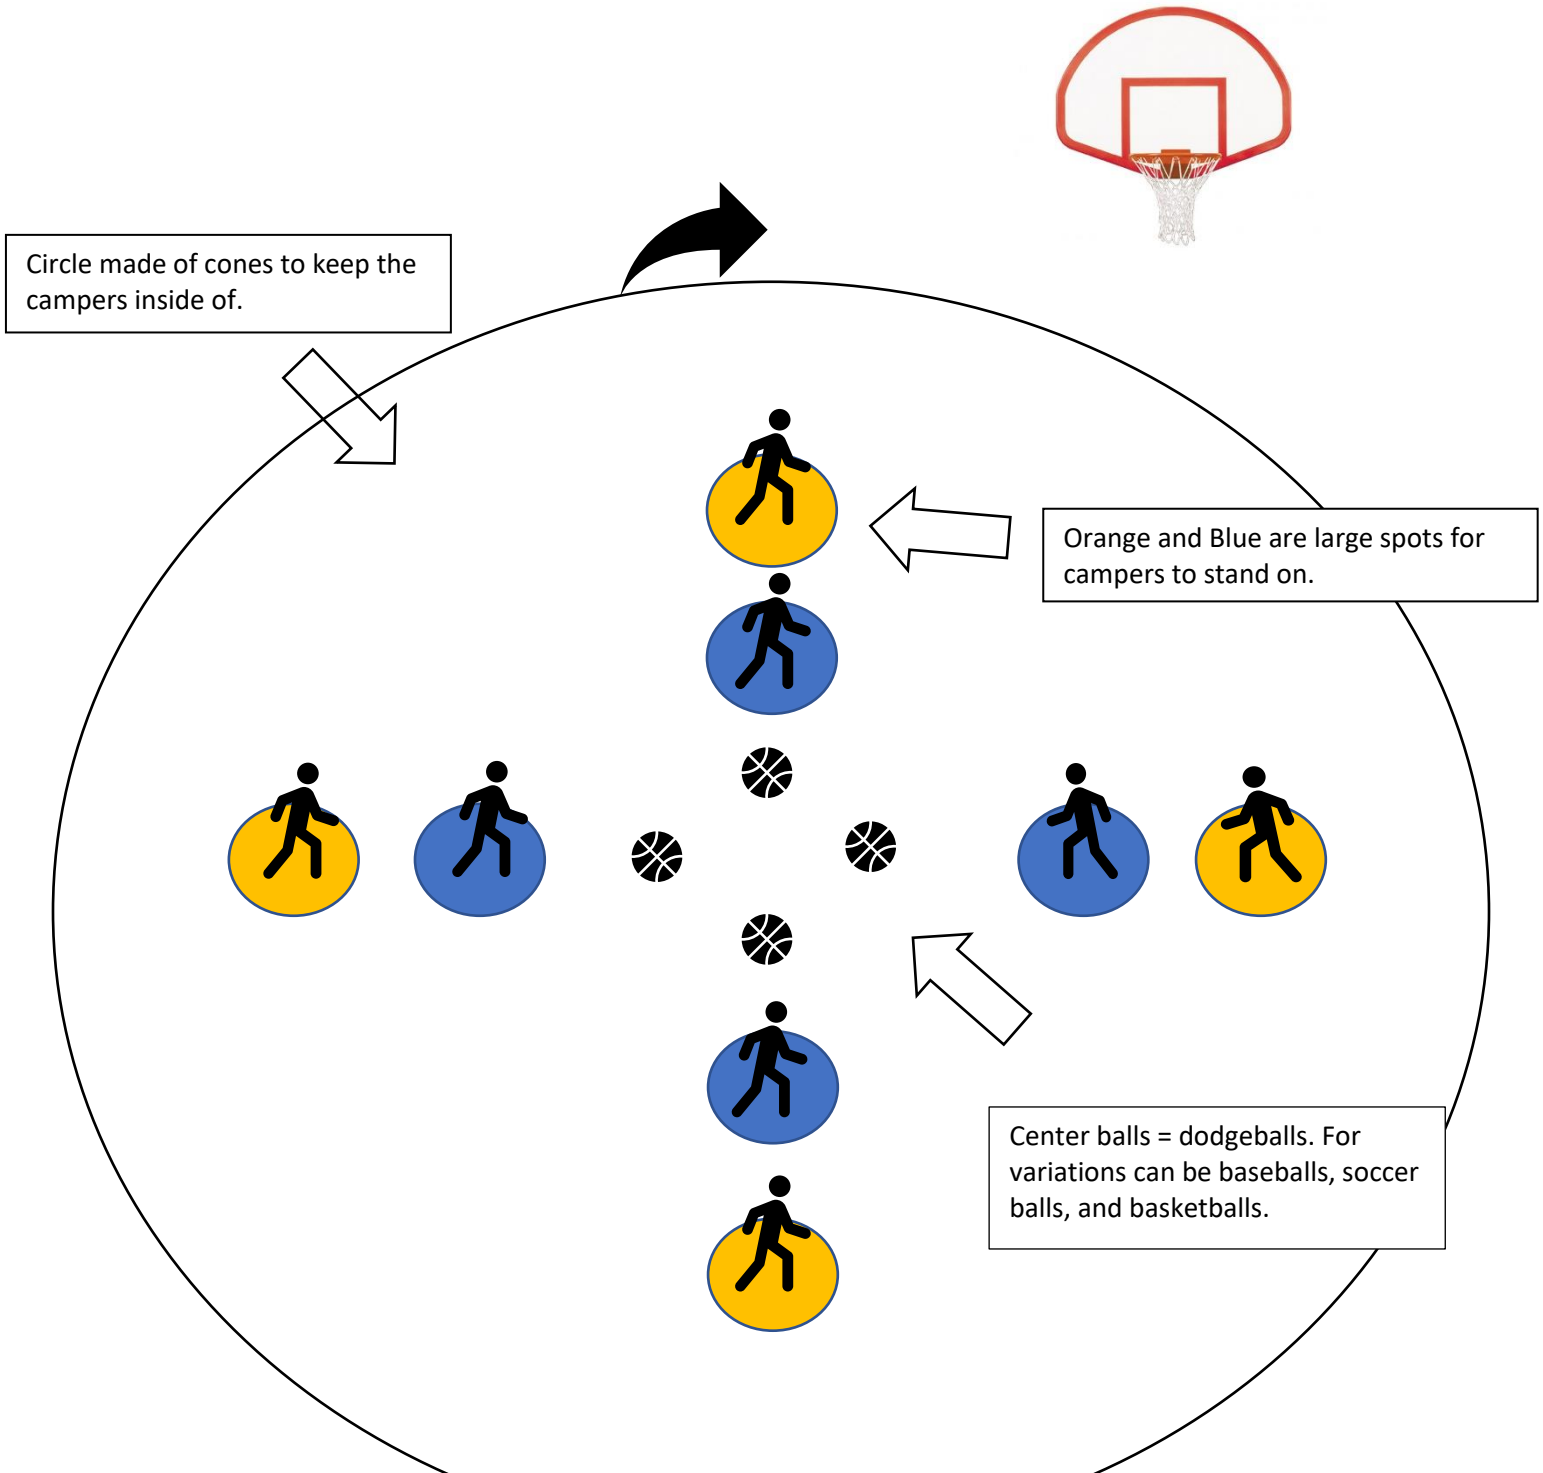 Circle made of cones to keep the
campers inside of.
Orange and Blue are large spots for
campers to stand on.
Center balls = dodgeballs. For
variations can be baseballs, soccer
balls, and basketballs.